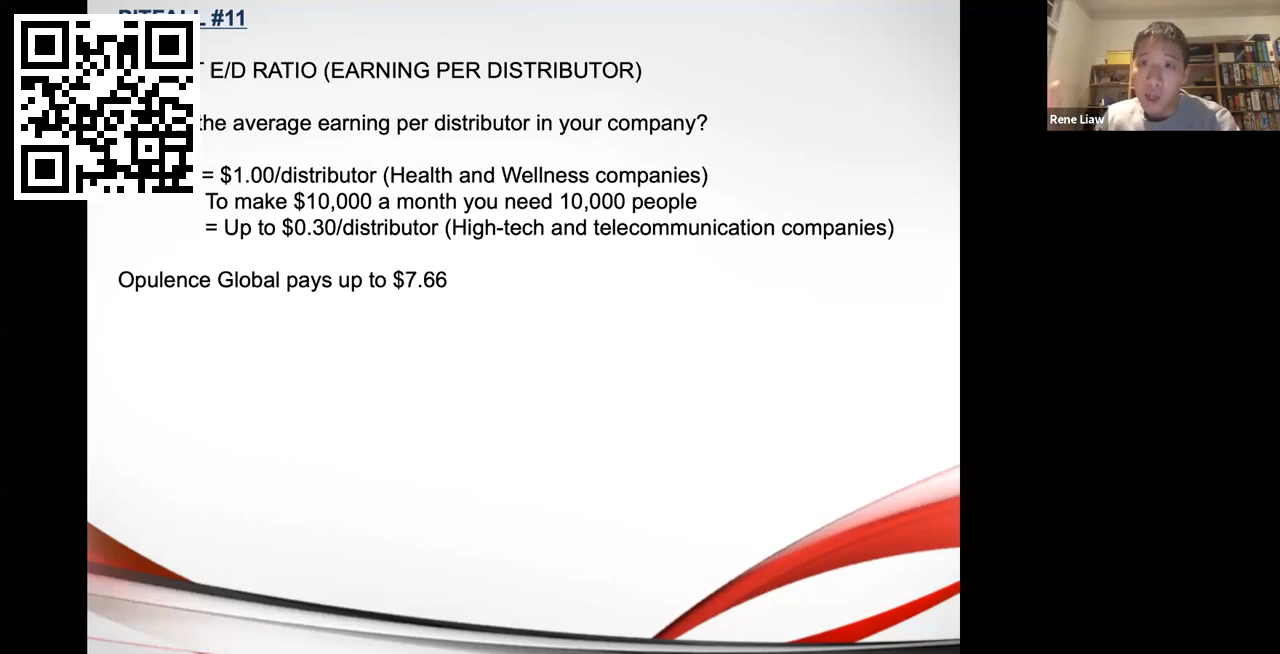 #11
E/D RATIO (EARNING PER DISTRIBUTOR)
the average earning per distributor in your company?
= $1.00/distributor (Health and Wellness companies)
To make $10,000 a month you need 10,000 people
= Up to $0.30/distributor (High-tech and telecommunication companies)
Opulence Global pays up to $7.66
Rene Liaw